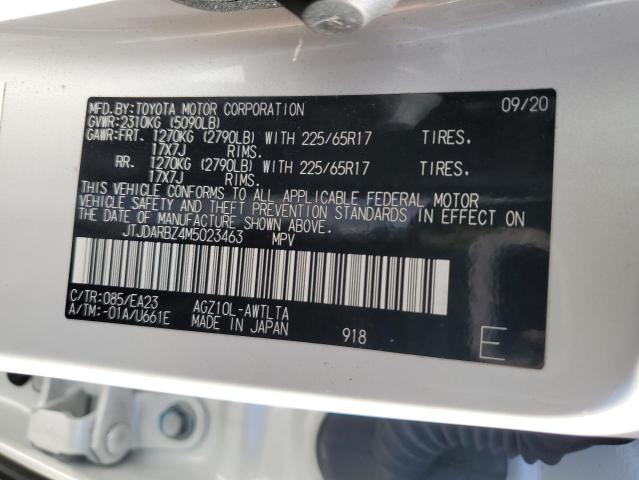 MFD.BY:TOYOTA MOTOR CORPORATION 09/20
GVWR:2310KG (5090LB)
GAWR:FRT. 1270KG (2790LB) WITH 225/65R17 TIRES,
17X7J RIMS.
RR. 1270KG (2790LB) WITH 225/65R17 TIRES,
17X7J RIMS.
THIS VEHICLE CONFORMS TO ALL APPLICABLE FEDERAL MOTOR
VEHICLE SAFETY AND THEFT PREVENTION STANDARDS IN EFFECT ON
THE DATE OF MANUFACTURE SHOWN ABOVE.
JTJDARBZ4M5023463 MPV
C/TR:085/EA23 AGZ10L-AWTLTA
A/TM:-01A/U661E MADE IN JAPAN 918 E